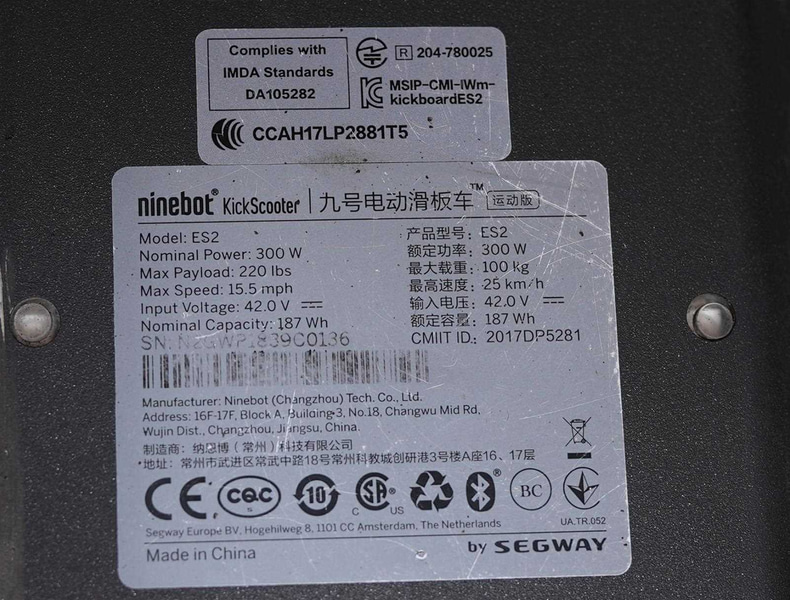 Complies with
IMDA Standards
DA105282
R 204-780025
MSIP-CMI-IWm-
kickboardES2
CCAH17LP2881T5
ninebot® KickScooter | 九号电动滑板车™ 运动版
Model: ES2
Nominal Power: 300 W
Max Payload: 220 lbs
Max Speed: 15.5 mph
Input Voltage: 42.0 V
Nominal Capacity: 187 Wh
产品型号: ES2
额定功率: 300 W
最大载重: 100 kg
最高速度: 25 km/h
输入电压: 42.0 V
额定容量: 187 Wh
CMIIT ID: 2017DP5281
SN:
Manufacturer: Ninebot (Changzhou) Tech. Co., Ltd.
Address: 16F-17F, Block A, Building 3, No.18, Changwu Mid Rd,
Wujin Dist., Changzhou, Jiangsu, China.
制造商: 纳恩博（常州）科技有限公司
地址: 常州市武进区常武中路18号常州科教城创研港3号楼A座16、17层
CE CQC 10 C SA® US ® BC
UA.TR.052
Segway Europe BV, Hogehilweg 8, 1101 CC Amsterdam, The Netherlands
Made in China
by SEGWAY